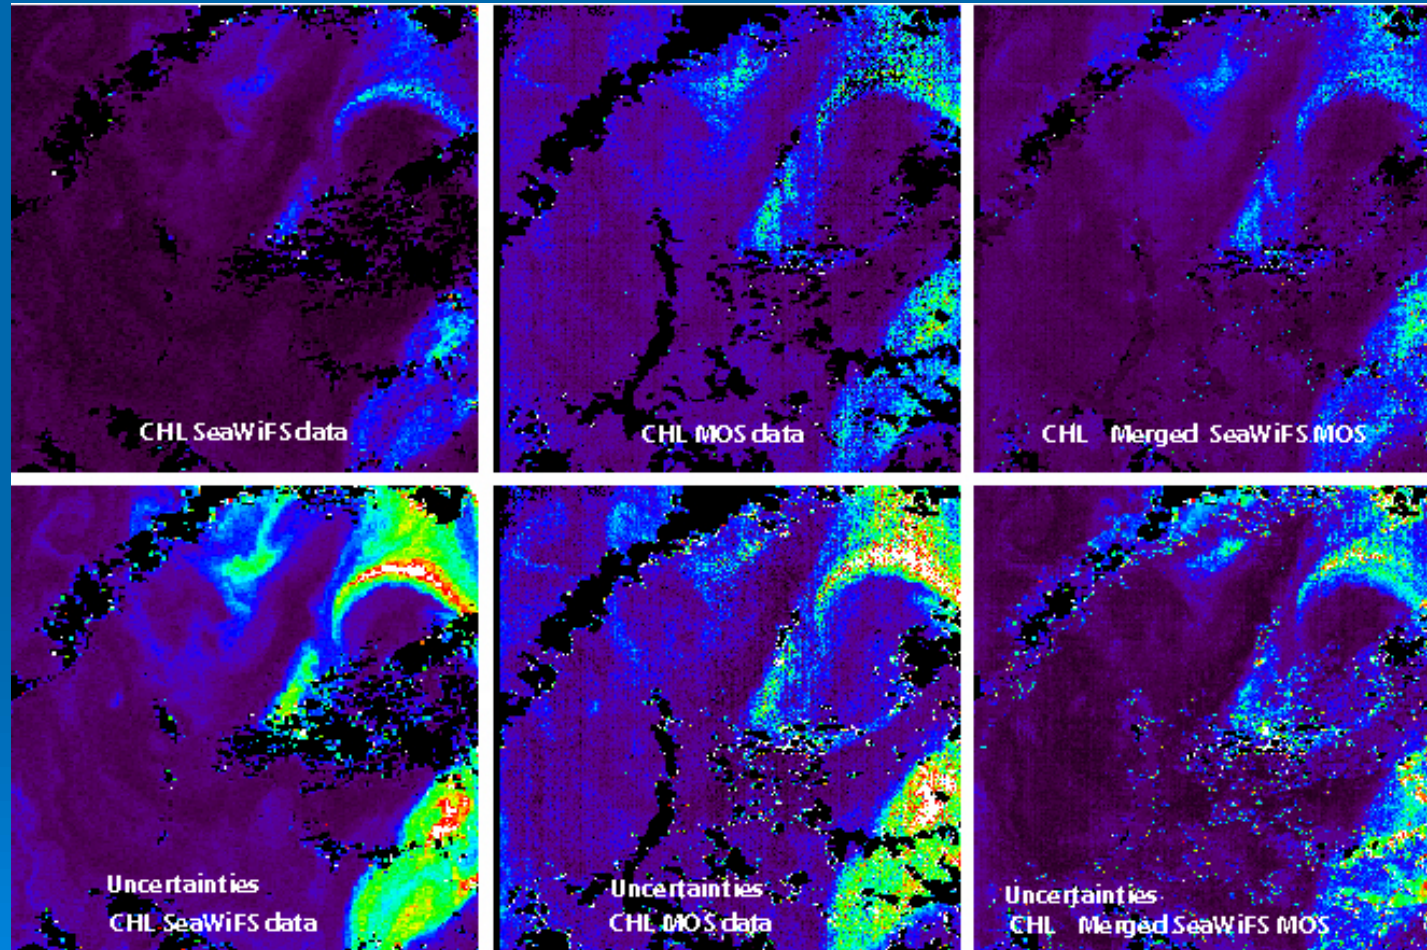 CHL SeaWiFS data
CHL MOS data
CHL Merged SeaWiFS MOS
Uncertainties
CHL SeaWiFS data
Uncertainties
CHL MOS data
Uncertainties
CHL Merged SeaWiFS MOS